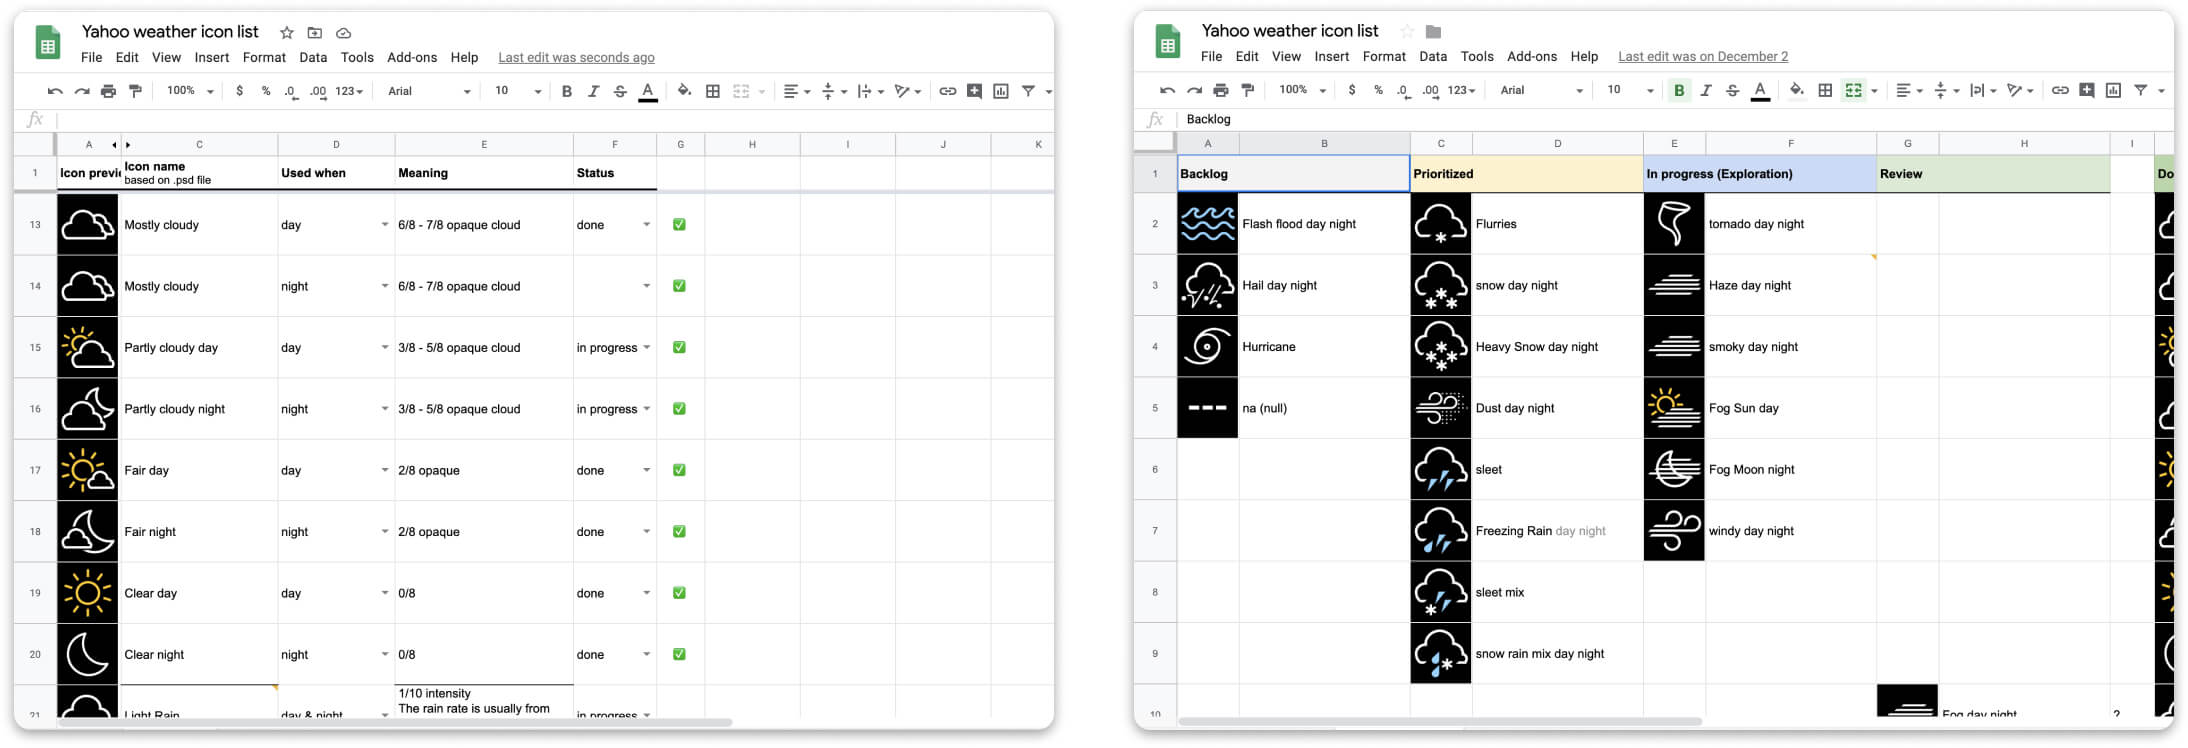 Yahoo weather icon list
File Edit View Insert Format Data Tools Add-ons Help Last edit was seconds ago
100% $ % .0 .00 123 Arial 10 B I S A
fx
A C D E F G H I J K
1 Icon previ Icon name Used when Meaning Status
based on .psd file
13 Mostly cloudy day 6/8 - 7/8 opaque cloud done
14 Mostly cloudy night 6/8 - 7/8 opaque cloud
15 Partly cloudy day day 3/8 - 5/8 opaque cloud in progress
16 Partly cloudy night night 3/8 - 5/8 opaque cloud in progress
17 Fair day day 2/8 opaque done
18 Fair night night 2/8 opaque done
19 Clear day day 0/8 done
20 Clear night night 0/8 done
1/10 intensity
21 Light Rain day & night The rain rate is usually from in progress
Yahoo weather icon list
File Edit View Insert Format Data Tools Add-ons Help Last edit was on December 2
100% $ % .0 .00 123 Arial 10 B I S A
fx Backlog
A B C D E F G H I
1 Backlog Prioritized In progress (Exploration) Review Do
2 Flash flood day night Flurries tornado day night
3 Hail day night snow day night Haze day night
4 Hurricane Heavy Snow day night smoky day night
5 na (null) Dust day night Fog Sun day
6 sleet Fog Moon night
7 Freezing Rain day night windy day night
8 sleet mix
9 snow rain mix day night
10 Fog day night ?